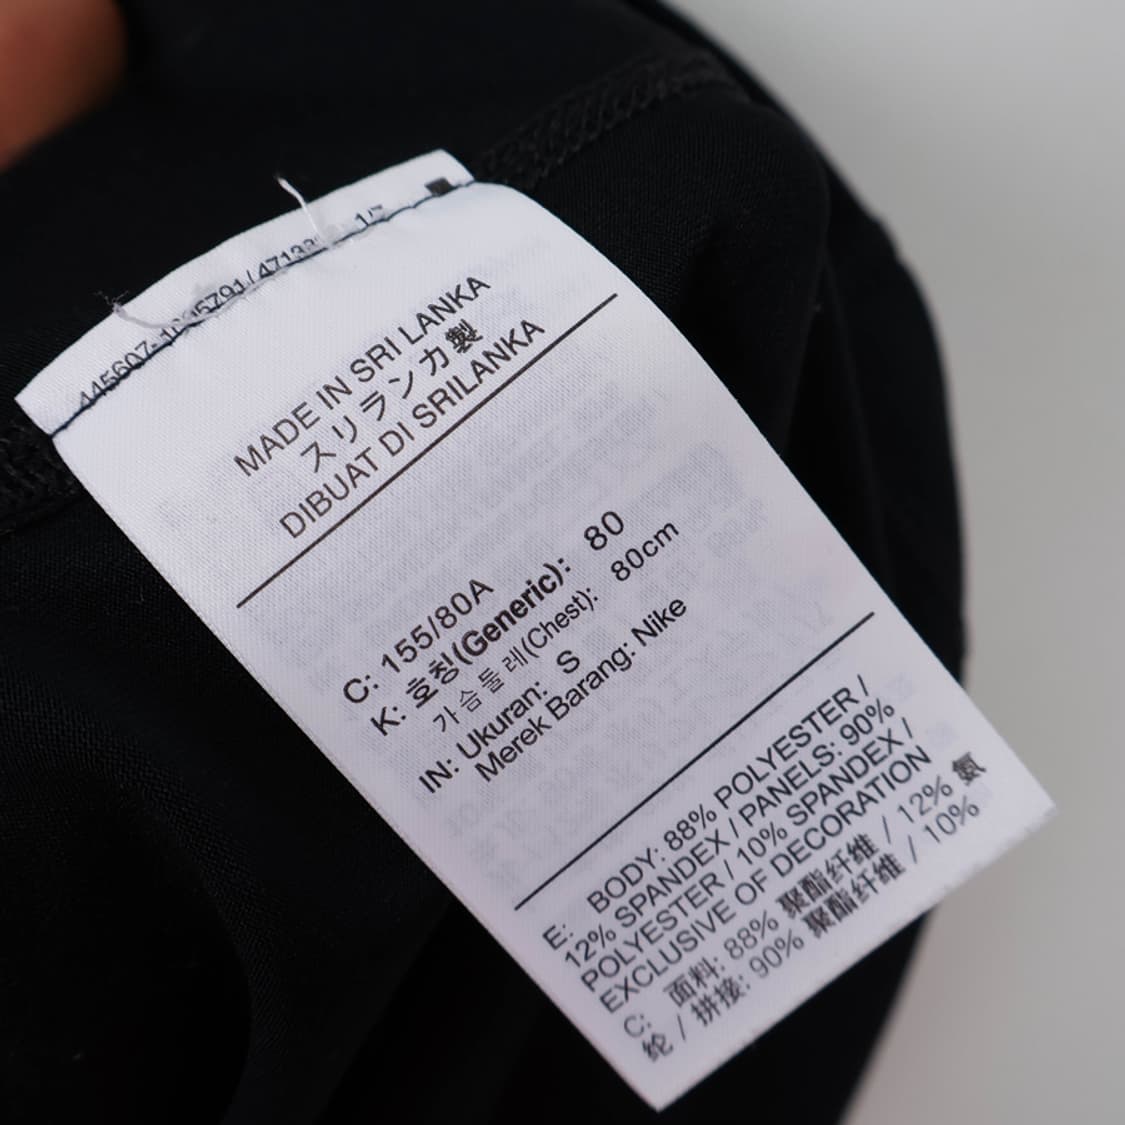 MADE IN SRI LANKA
スリランカ製
DIBUAT DI SRILANKA
C: 155/80A
K: 호칭(Generic): 80
가슴둘레(Chest): 80cm
IN: Ukuran: S
Merek Barang: Nike
E: BODY: 88% POLYESTER /
12% SPANDEX / PANELS: 90%
POLYESTER / 10% SPANDEX /
EXCLUSIVE OF DECORATION
C: 面料: 88% 聚酯纤维 / 12% 氨
纶 / 拼接: 90% 聚酯纤维 / 10%